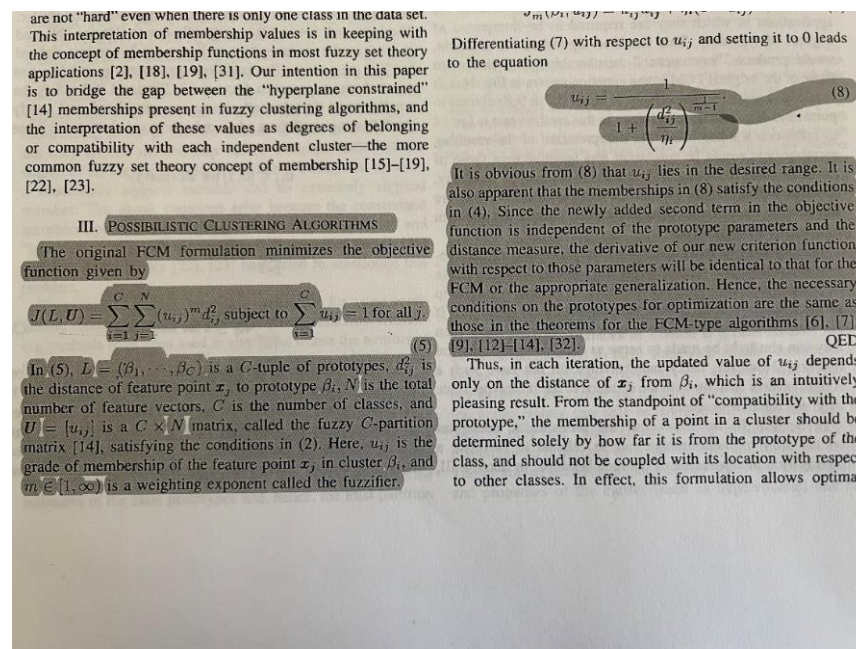 are not "hard" even when there is only one class in the data set.
This interpretation of membership values is in keeping with
the concept of membership functions in most fuzzy set theory
applications [2], [18], [19], [31]. Our intention in this paper
is to bridge the gap between the "hyperplane constrained"
[14] memberships present in fuzzy clustering algorithms, and
the interpretation of these values as degrees of belonging
or compatibility with each independent cluster—the more
common fuzzy set theory concept of membership [15]–[19],
[22], [23].
III. POSSIBILISTIC CLUSTERING ALGORITHMS
The original FCM formulation minimizes the objective
function given by
J(L, U) = ∑_{i=1}^{C} ∑_{j=1}^{N} (u_{ij})^m d_{ij}^2, subject to ∑_{i=1}^{C} u_{ij} = 1 for all j.
(5)
In (5), L = (β_1, ···, β_C) is a C-tuple of prototypes, d_{ij}^2 is
the distance of feature point x_j to prototype β_i, N is the total
number of feature vectors, C is the number of classes, and
U = [u_{ij}] is a C × N matrix, called the fuzzy C-partition
matrix [14], satisfying the conditions in (2). Here, u_{ij} is the
grade of membership of the feature point x_j in cluster β_i, and
m ∈ [1, ∞) is a weighting exponent called the fuzzifier.
Differentiating (7) with respect to u_{ij} and setting it to 0 leads
to the equation
u_{ij} = 1 / (1 + (d_{ij}^2 / η_i)^{1/(m−1)}). (8)
It is obvious from (8) that u_{ij} lies in the desired range. It is
also apparent that the memberships in (8) satisfy the conditions
in (4). Since the newly added second term in the objective
function is independent of the prototype parameters and the
distance measure, the derivative of our new criterion function
with respect to those parameters will be identical to that for the
FCM or the appropriate generalization. Hence, the necessary
conditions on the prototypes for optimization are the same as
those in the theorems for the FCM-type algorithms [6], [7]
[9], [12]–[14], [32]. QED
Thus, in each iteration, the updated value of u_{ij} depends
only on the distance of x_j from β_i, which is an intuitively
pleasing result. From the standpoint of "compatibility with the
prototype," the membership of a point in a cluster should be
determined solely by how far it is from the prototype of the
class, and should not be coupled with its location with respec
to other classes. In effect, this formulation allows optima